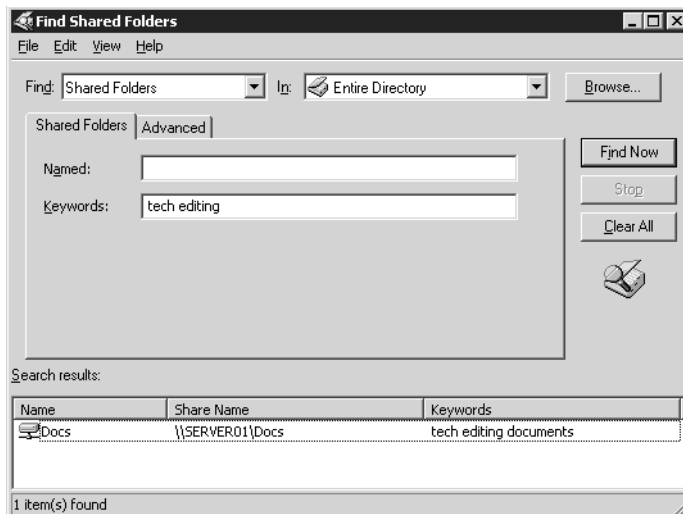 Find Shared Folders
File Edit View Help
Find: Shared Folders In: Entire Directory Browse...
Shared Folders Advanced
Named:
Keywords: tech editing
Find Now
Stop
Clear All
Search results:
Name Share Name Keywords
Docs \\SERVER01\Docs tech editing documents
1 item(s) found